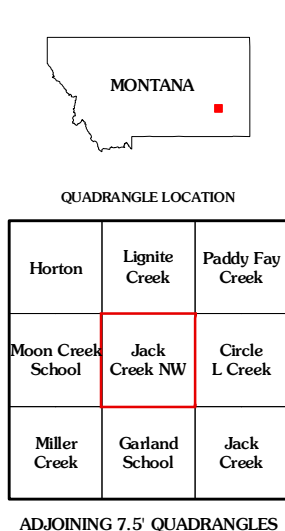 MONTANA
QUADRANGLE LOCATION
Horton
Lignite
Creek
Paddy Fay
Creek
Moon Creek
School
Jack
Creek NW
Circle
L Creek
Miller
Creek
Garland
School
Jack
Creek
ADJOINING 7.5' QUADRANGLES